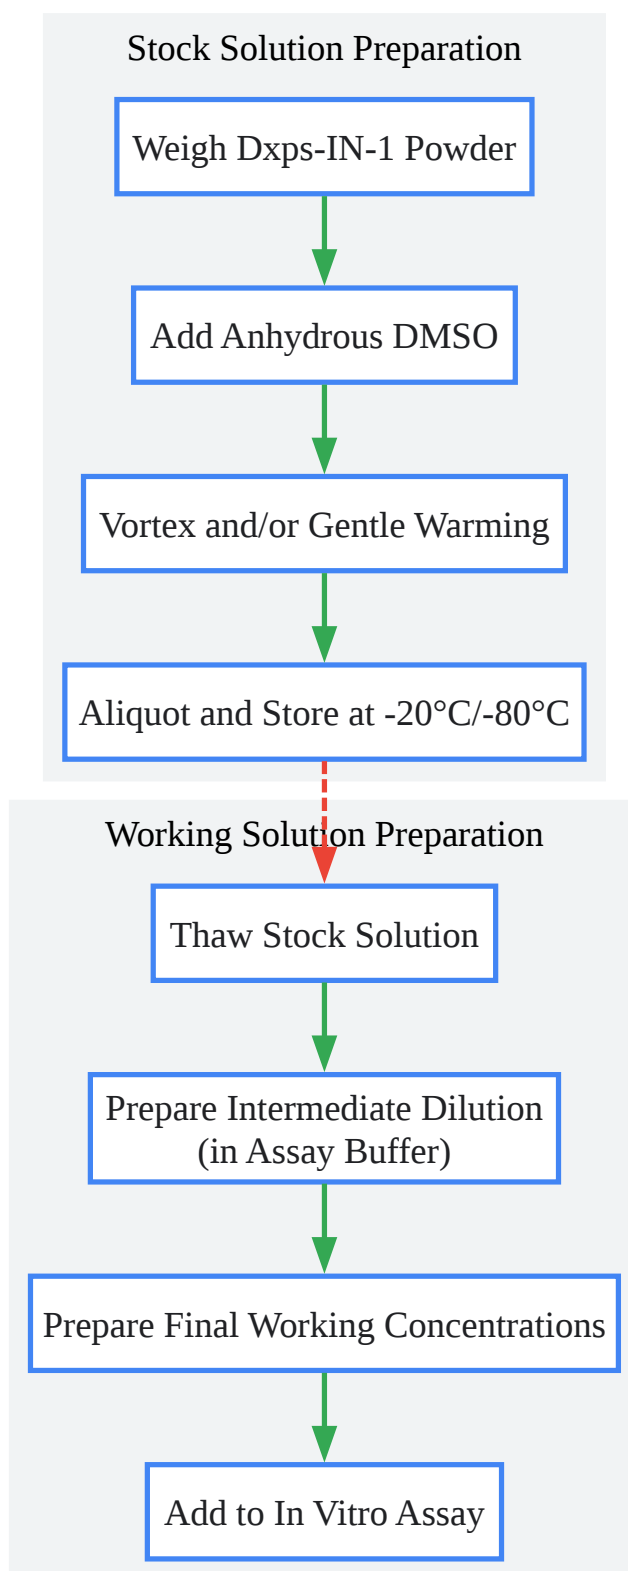 Stock Solution Preparation
Weigh Dxps-IN-1 Powder
Add Anhydrous DMSO
Vortex and/or Gentle Warming
Aliquot and Store at -20°C/-80°C
Working Solution Preparation
Thaw Stock Solution
Prepare Intermediate Dilution
(in Assay Buffer)
Prepare Final Working Concentrations
Add to In Vitro Assay